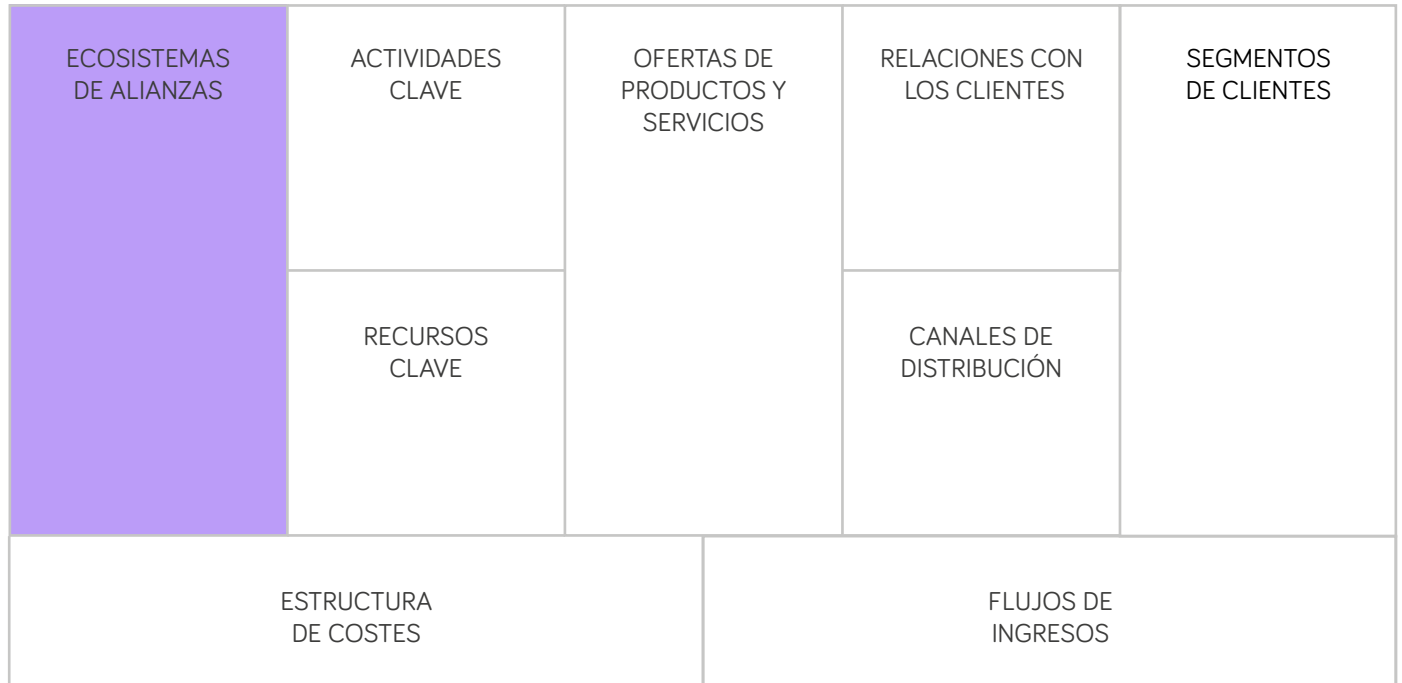 ECOSISTEMAS
DE ALIANZAS
ACTIVIDADES
CLAVE
RECURSOS
CLAVE
OFERTAS DE
PRODUCTOS Y
SERVICIOS
RELACIONES CON
LOS CLIENTES
CANALES DE
DISTRIBUCIÓN
SEGMENTOS
DE CLIENTES
ESTRUCTURA
DE COSTES
FLUJOS DE
INGRESOS